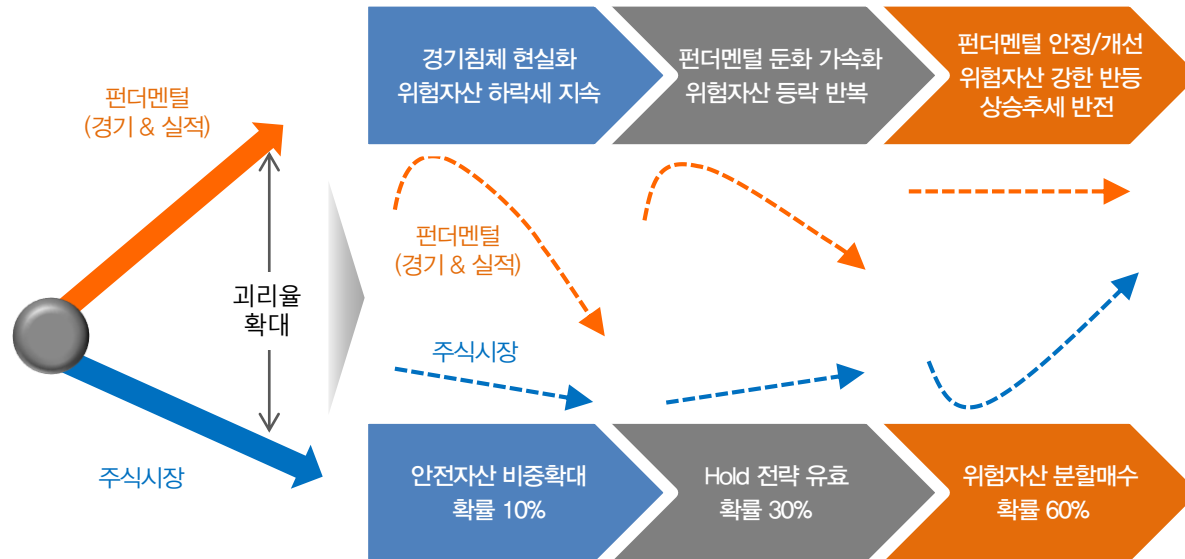 펀더멘털
(경기 & 실적)
괴리율
확대
주식시장
경기침체 현실화
위험자산 하락세 지속
펀더멘털 둔화 가속화
위험자산 등락 반복
펀더멘털 안정/개선
위험자산 강한 반등
상승추세 반전
펀더멘털
(경기 & 실적)
주식시장
안전자산 비중확대
확률 10%
Hold 전략 유효
확률 30%
위험자산 분할매수
확률 60%